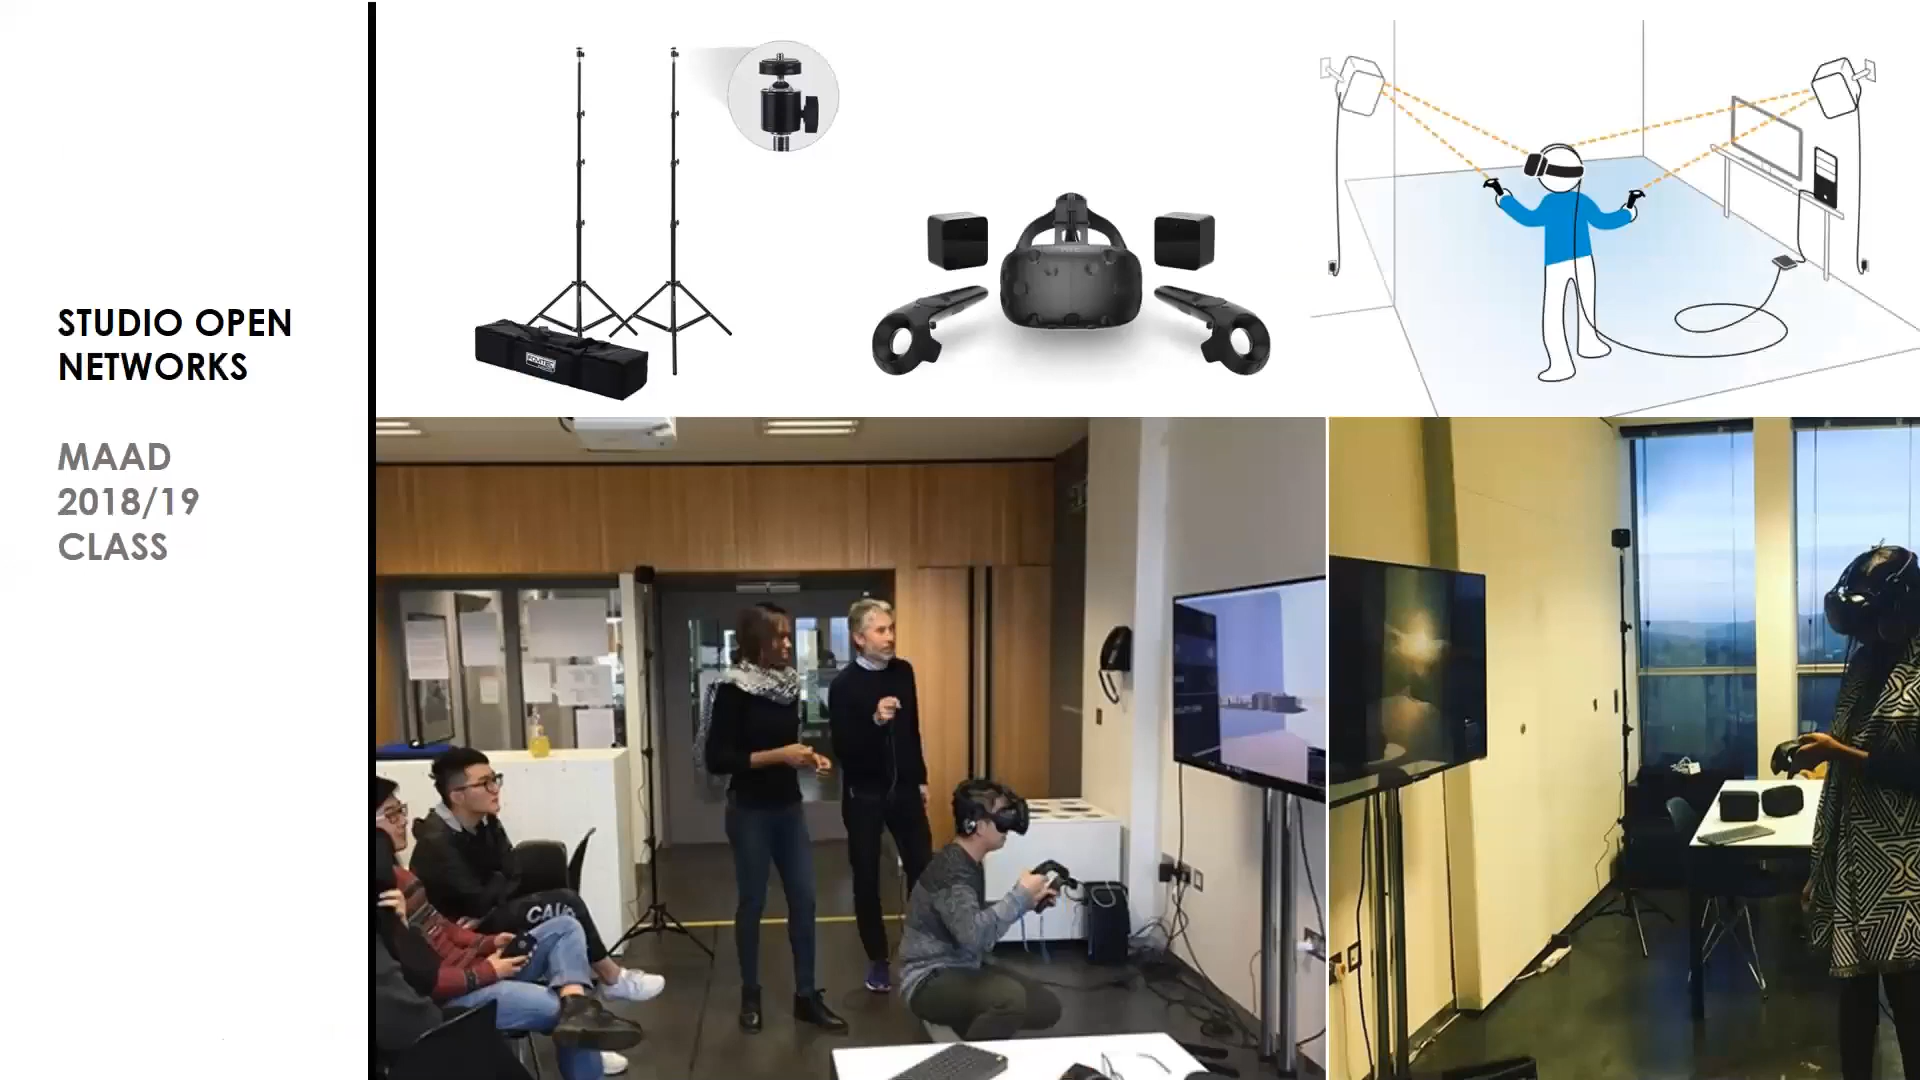 STUDIO OPEN
NETWORKS
MAAD
2018/19
CLASS